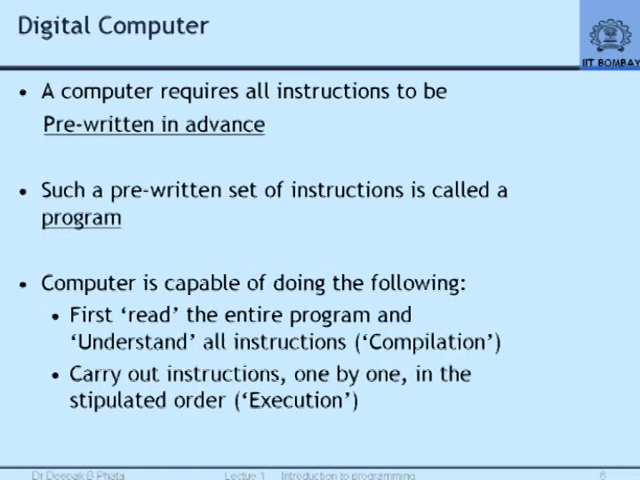 Digital Computer
IIT BOMBAY
• A computer requires all instructions to be
Pre-written in advance
• Such a pre-written set of instructions is called a
program
• Computer is capable of doing the following:
• First ‘read’ the entire program and
‘Understand’ all instructions (‘Compilation’)
• Carry out instructions, one by one, in the
stipulated order (‘Execution’)
Dr Deepak B Phata Lectue 1 Introduction to programming 6